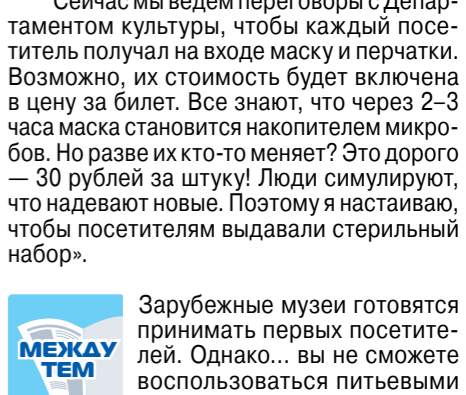 Сейчас мы ведем переговоры с Депар-
таментом культуры, чтобы каждый посе-
титель получал на входе маску и перчатки.
Возможно, их стоимость будет включена
в цену за билет. Все знают, что через 2–3
часа маска становится накопителем микро-
бов. Но разве их кто-то меняет? Это дорого
— 30 рублей за штуку! Люди симулируют,
что надевают новые. Поэтому я настаиваю,
чтобы посетителям выдавали стерильный
набор».
МЕЖДУ
ТЕМ
Зарубежные музеи готовятся
принимать первых посетите-
лей. Однако... вы не сможете
воспользоваться питьевыми